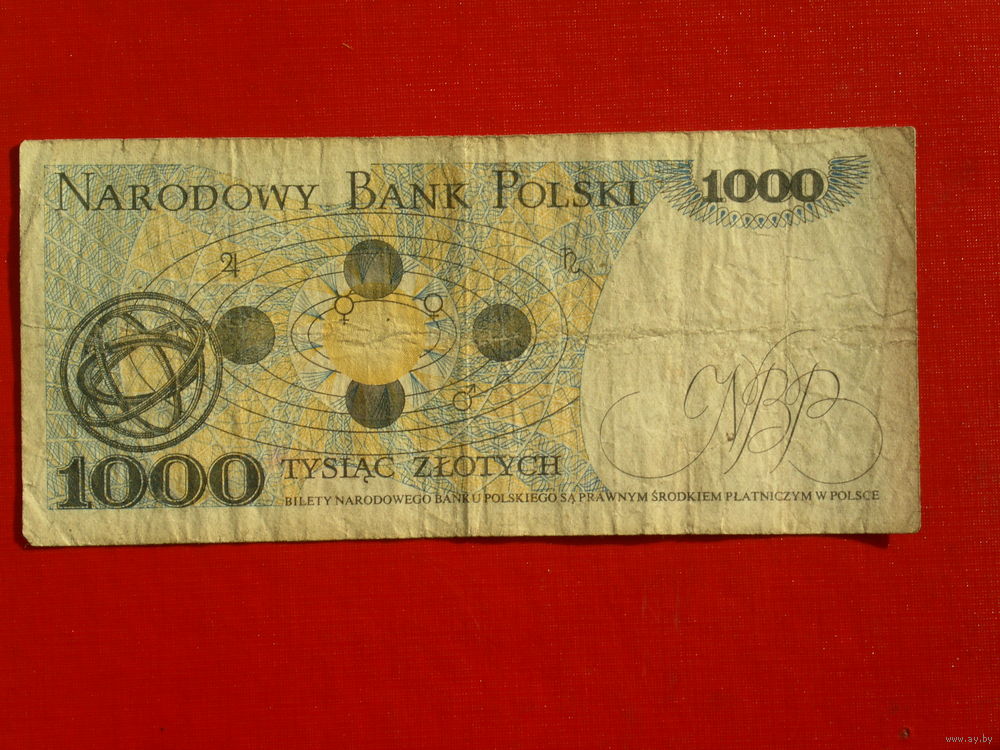 NARODOWY BANK POLSKI
1000
♃
♄
♀
♀
♂
NBP
1000
TYSIĄC ZŁOTYCH
BILETY NARODOWEGO BANKU POLSKIEGO SĄ PRAWNYM ŚRODKIEM PŁATNICZYM W POLSCE
www.ay.by